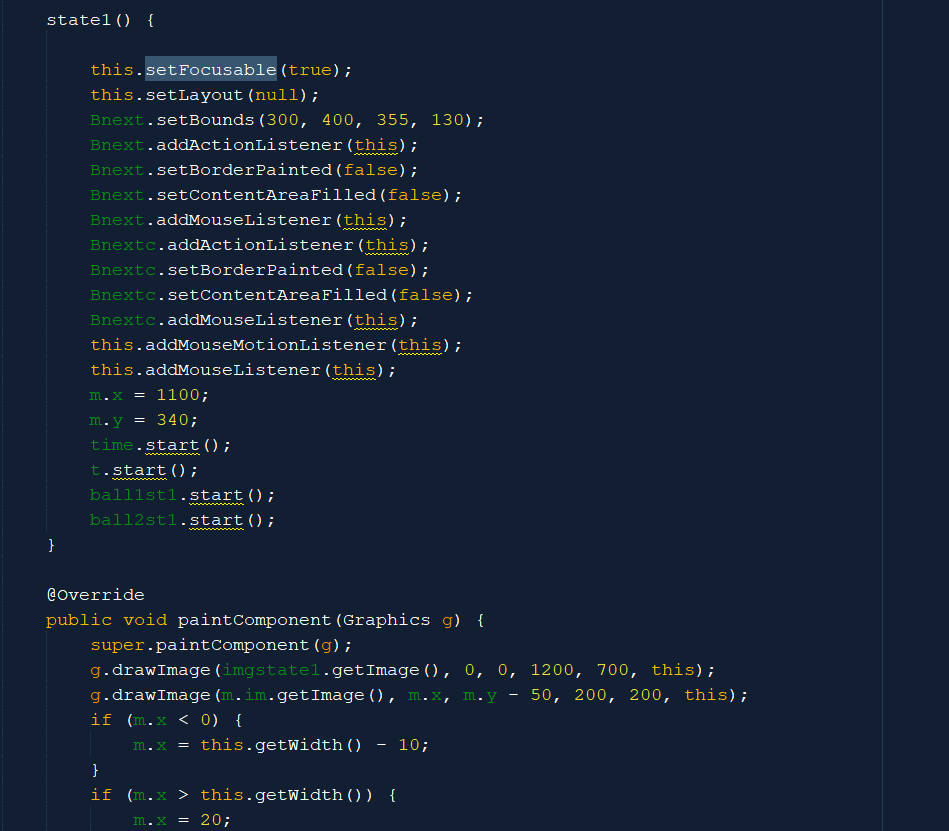 state1() {
this.setFocusable(true);
this.setLayout(null);
Bnext.setBounds(300, 400, 355, 130);
Bnext.addActionListener(this);
Bnext.setBorderPainted(false);
Bnext.setContentAreaFilled(false);
Bnext.addMouseListener(this);
Bnextc.addActionListener(this);
Bnextc.setBorderPainted(false);
Bnextc.setContentAreaFilled(false);
Bnextc.addMouseListener(this);
this.addMouseMotionListener(this);
this.addMouseListener(this);
m.x = 1100;
m.y = 340;
time.start();
t.start();
ball1st1.start();
ball2st1.start();
}
@Override
public void paintComponent(Graphics g) {
super.paintComponent(g);
g.drawImage(imgstate1.getImage(), 0, 0, 1200, 700, this);
g.drawImage(m.im.getImage(), m.x, m.y - 50, 200, 200, this);
if (m.x < 0) {
m.x = this.getWidth() - 10;
}
if (m.x > this.getWidth()) {
m.x = 20;